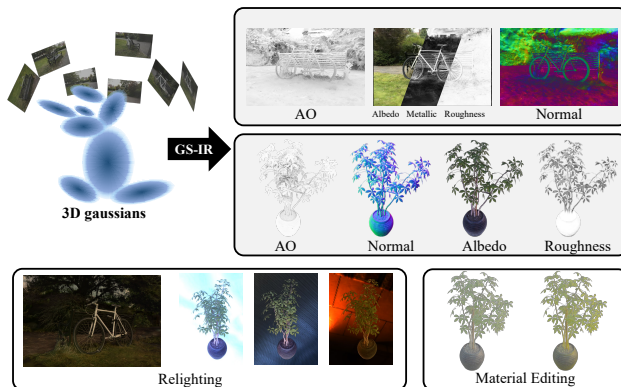 AO
Albedo Metallic Roughness
Normal
GS-IR
3D gaussians
AO
Normal
Albedo
Roughness
Relighting
Material Editing